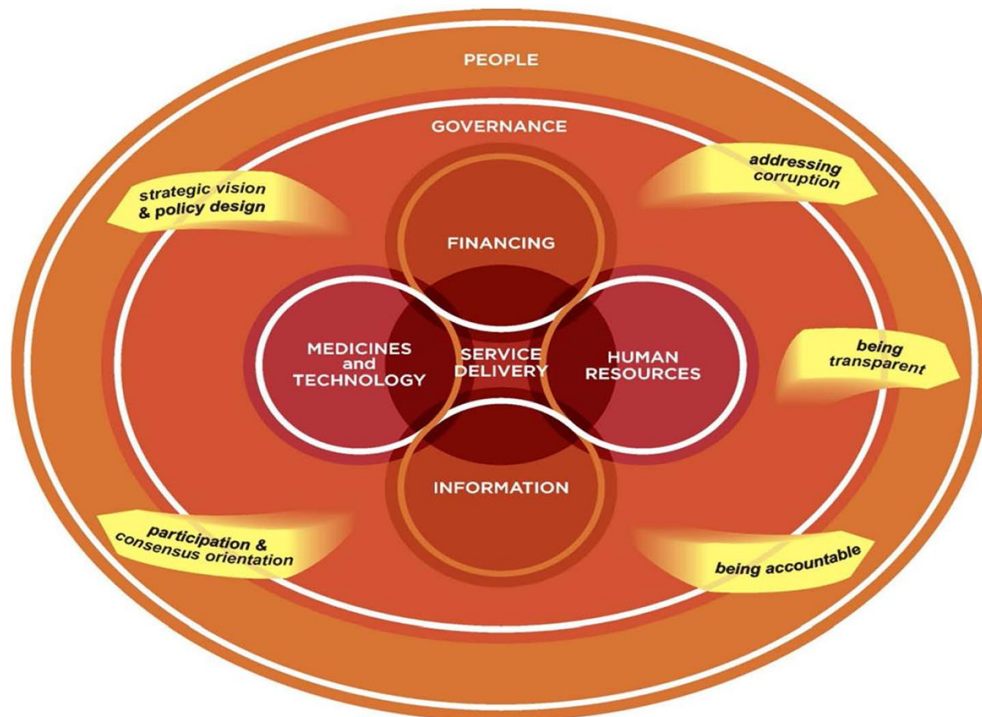 PEOPLE
GOVERNANCE
strategic vision
& policy design
addressing
corruption
FINANCING
MEDICINES
and
TECHNOLOGY
SERVICE
DELIVERY
HUMAN
RESOURCES
being
transparent
INFORMATION
participation &
consensus orientation
being accountable